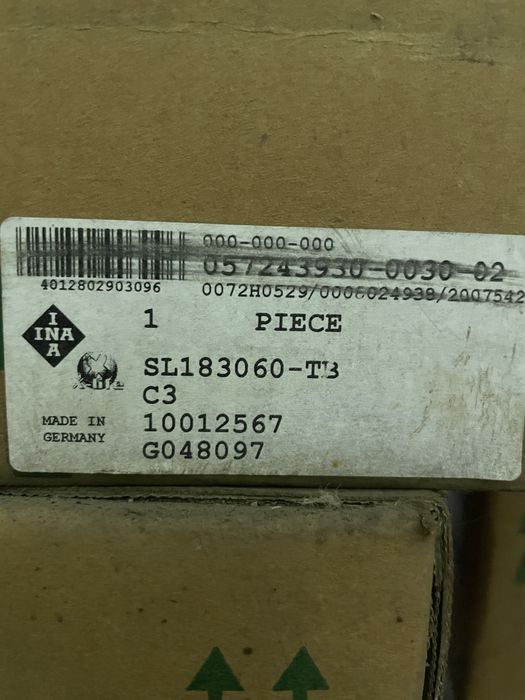 000-000-000
057243930-0030 02
4012802903096
0072H0529/0006024938/2007542
INA
INA
1 PIECE
SL183060-TB
C3
MADE IN
GERMANY
10012567
G048097